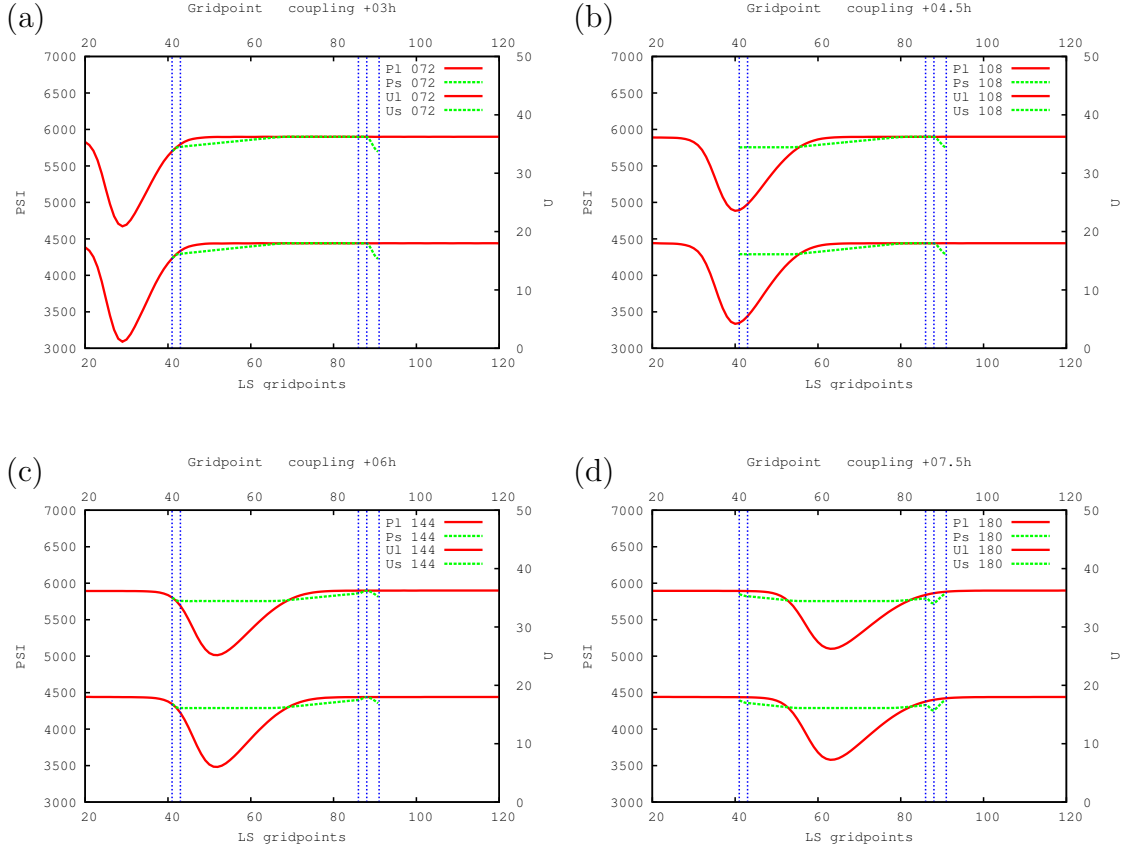 (a)
Gridpoint coupling +03h
20 40 60 80 100 120
7000
6500
6000
5500
5000
4500
4000
3500
3000
PSI
50
40
30
20
10
0
U
Pl 072
Ps 072
Ul 072
Us 072
20 40 60 80 100 120
LS gridpoints
(b)
Gridpoint coupling +04.5h
20 40 60 80 100 120
7000
6500
6000
5500
5000
4500
4000
3500
3000
PSI
50
40
30
20
10
0
U
Pl 108
Ps 108
Ul 108
Us 108
20 40 60 80 100 120
LS gridpoints
(c)
Gridpoint coupling +06h
20 40 60 80 100 120
7000
6500
6000
5500
5000
4500
4000
3500
3000
PSI
50
40
30
20
10
0
U
Pl 144
Ps 144
Ul 144
Us 144
20 40 60 80 100 120
LS gridpoints
(d)
Gridpoint coupling +07.5h
20 40 60 80 100 120
7000
6500
6000
5500
5000
4500
4000
3500
3000
PSI
50
40
30
20
10
0
U
Pl 180
Ps 180
Ul 180
Us 180
20 40 60 80 100 120
LS gridpoints